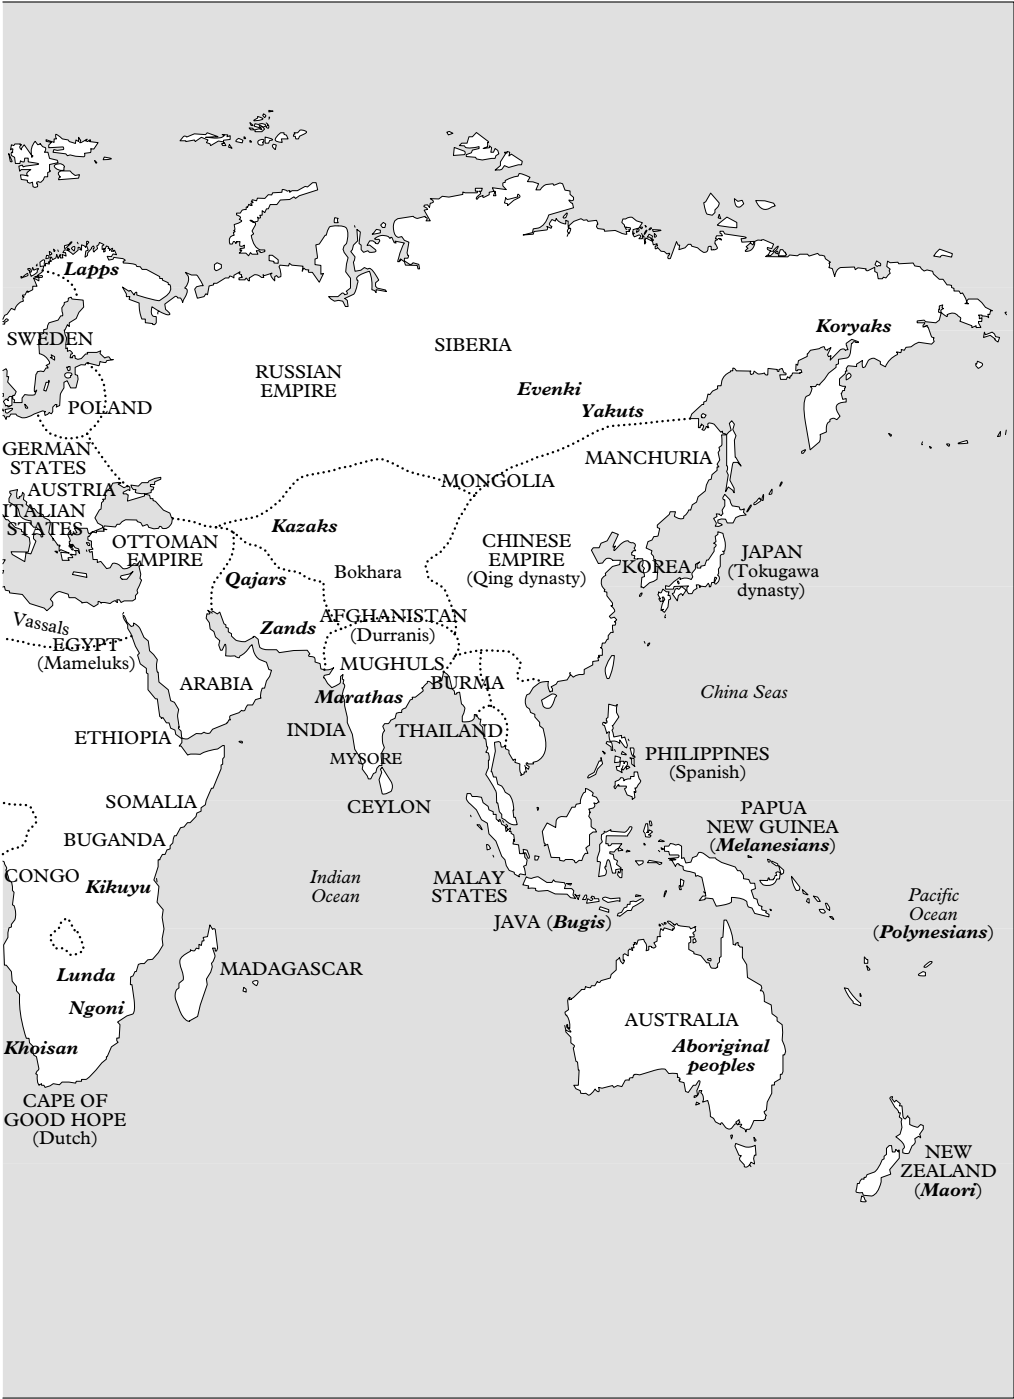 Lapps
SWEDEN
Koryaks
SIBERIA
RUSSIAN
EMPIRE
Evenki
Yakuts
POLAND
GERMAN
STATES
MANCHURIA
MONGOLIA
AUSTRIA
ITALIAN
STATES
Kazaks
OTTOMAN
EMPIRE
CHINESE
EMPIRE
(Qing dynasty)
KOREA
JAPAN
(Tokugawa
dynasty)
Qajars
Bokhara
Vassals
EGYPT
(Mameluks)
Zands
AFGHANISTAN
(Durranis)
MUGHULS
BURMA
ARABIA
Marathas
China Seas
ETHIOPIA
INDIA
THAILAND
MYSORE
PHILIPPINES
(Spanish)
SOMALIA
CEYLON
PAPUA
NEW GUINEA
(Melanesians)
BUGANDA
CONGO
Kikuyu
Indian
Ocean
MALAY
STATES
JAVA (Bugis)
Pacific
Ocean
(Polynesians)
Lunda
MADAGASCAR
Ngoni
AUSTRALIA
Aboriginal
peoples
Khoisan
CAPE OF
GOOD HOPE
(Dutch)
NEW
ZEALAND
(Maori)